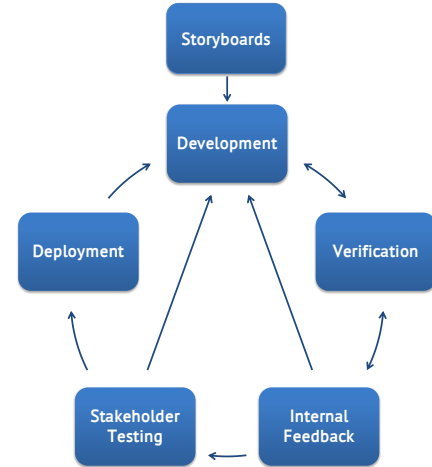 Storyboards
Development
Deployment
Verification
Stakeholder
Testing
Internal
Feedback